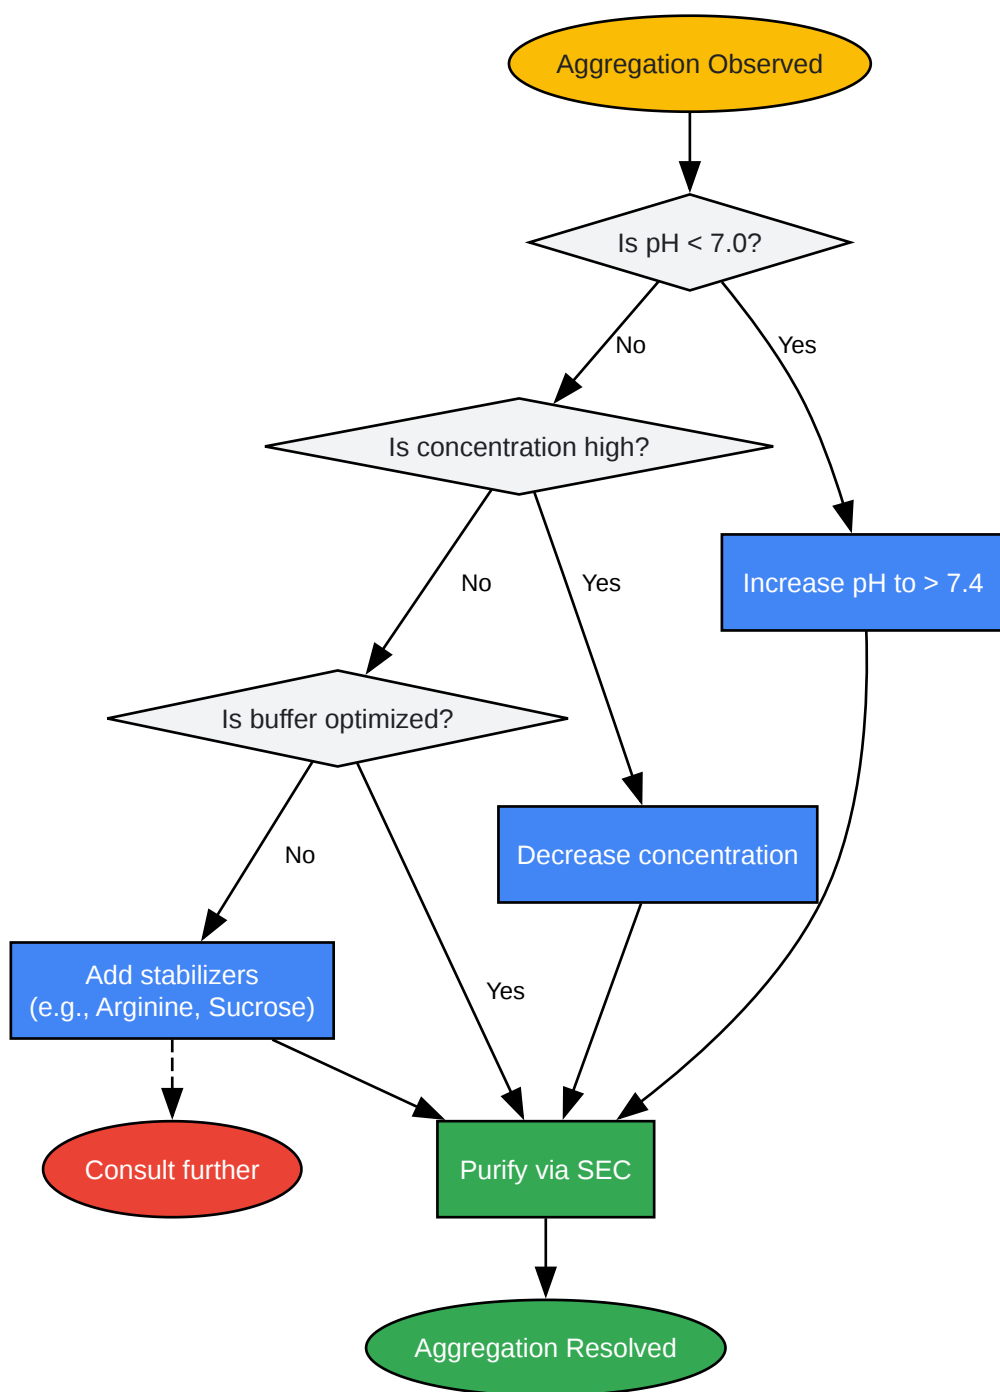 Aggregation Observed
Is pH < 7.0?
No
Yes
Is concentration high?
No
Yes
Increase pH to > 7.4
Is buffer optimized?
No
Decrease concentration
Add stabilizers
(e.g., Arginine, Sucrose)
Yes
Consult further
Purify via SEC
Aggregation Resolved